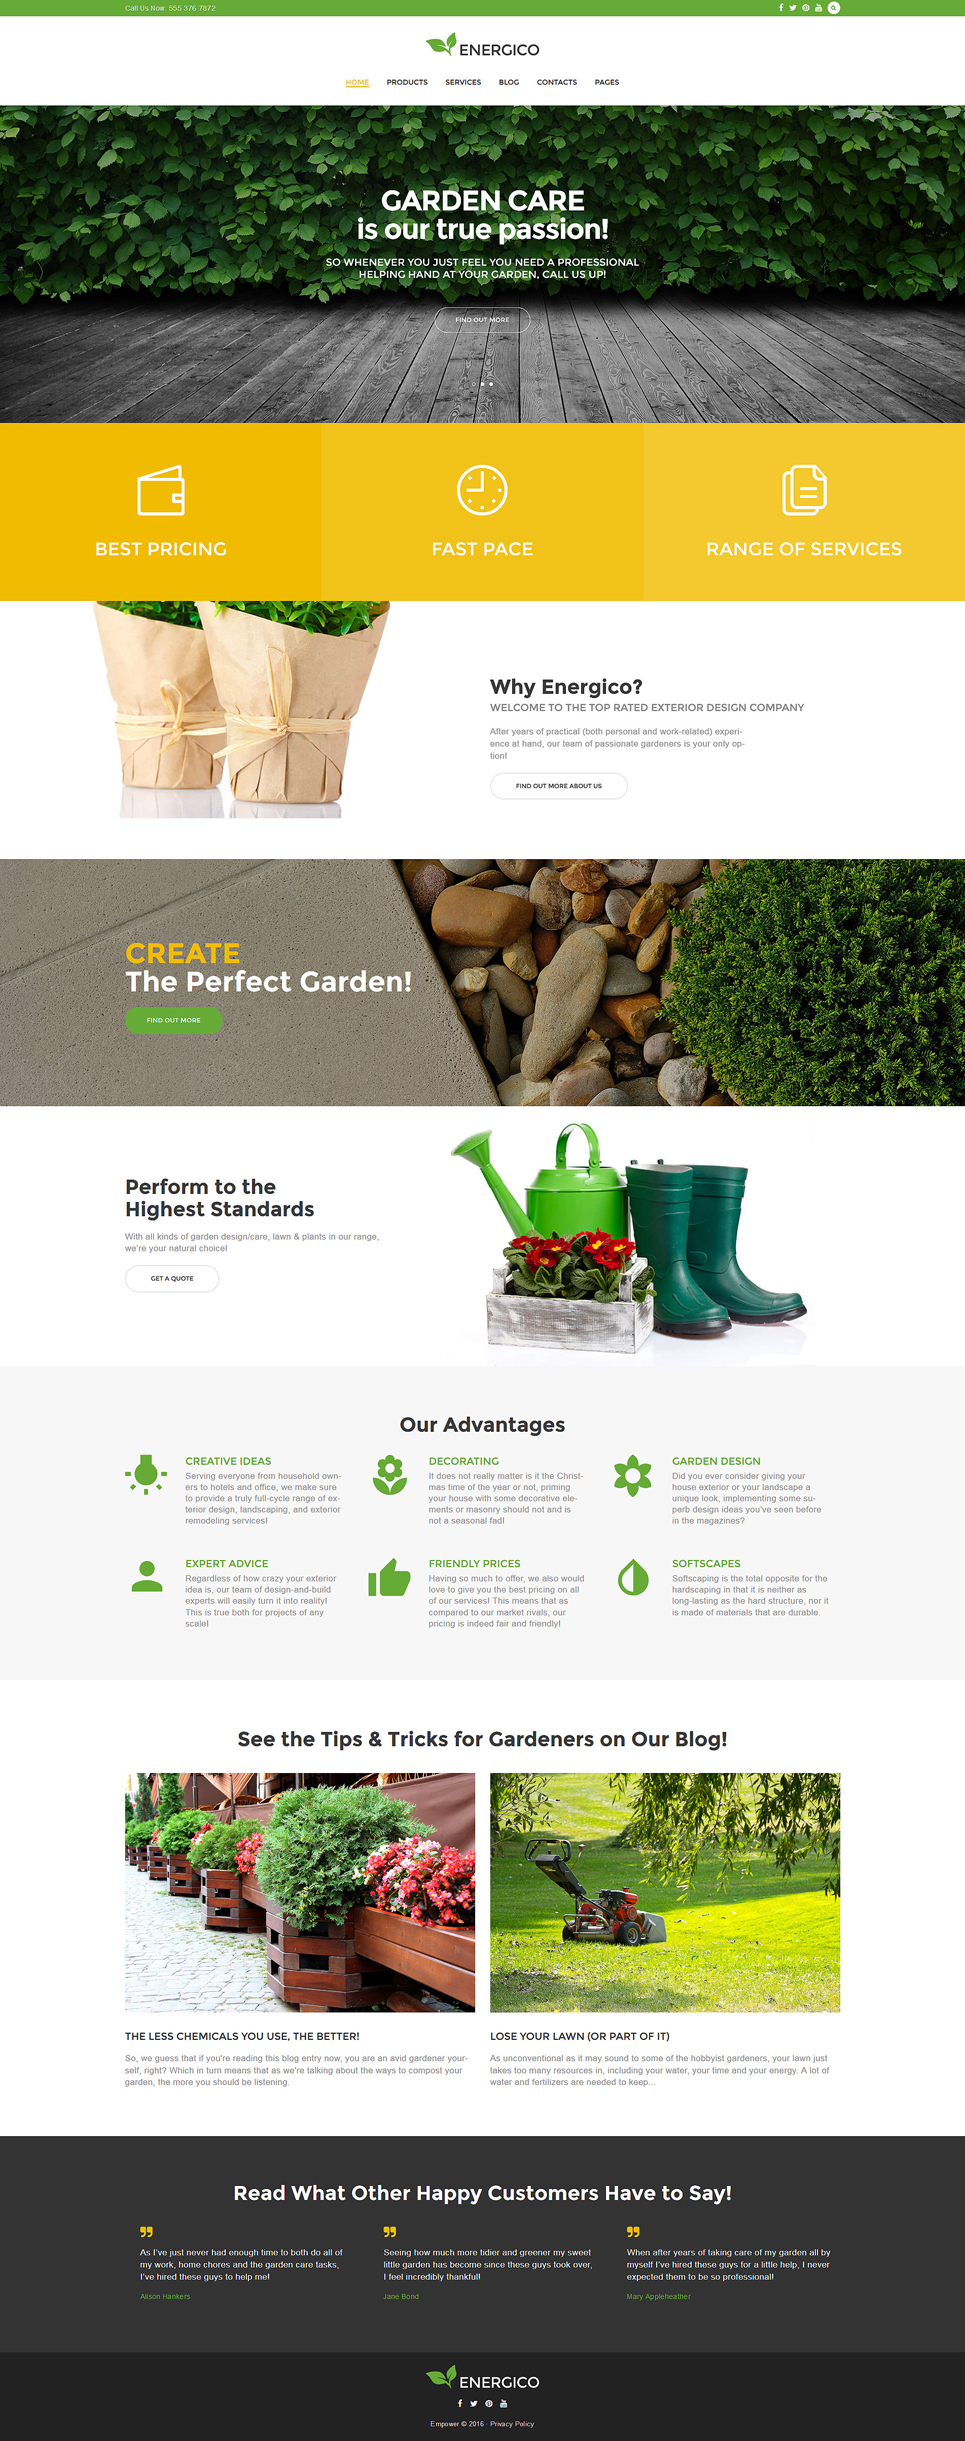 Call Us Now: 555 376 7872
ENERGICO
HOME PRODUCTS SERVICES BLOG CONTACTS PAGES
GARDEN CARE
is our true passion!
SO WHENEVER YOU JUST FEEL YOU NEED A PROFESSIONAL
HELPING HAND AT YOUR GARDEN, CALL US UP!
FIND OUT MORE
BEST PRICING
FAST PACE
RANGE OF SERVICES
Why Energico?
WELCOME TO THE TOP RATED EXTERIOR DESIGN COMPANY
After years of practical (both personal and work-related) experi-
ence at hand, our team of passionate gardeners is your only op-
tion!
FIND OUT MORE ABOUT US
CREATE
The Perfect Garden!
FIND OUT MORE
Perform to the
Highest Standards
With all kinds of garden design/care, lawn & plants in our range,
we're your natural choice!
GET A QUOTE
Our Advantages
CREATIVE IDEAS
Serving everyone from household own-
ers to hotels and office, we make sure
to provide a truly full-cycle range of ex-
terior design, landscaping, and exterior
remodeling services!
DECORATING
It does not really matter is it the Christ-
mas time of the year or not, priming
your house with some decorative ele-
ments or masonry should not and is
not a seasonal fad!
GARDEN DESIGN
Did you ever consider giving your
house exterior or your landscape a
unique look, implementing some su-
perb design ideas you've seen before
in the magazines?
EXPERT ADVICE
Regardless of how crazy your exterior
idea is, our team of design-and-build
experts will easily turn it into reality!
This is true both for projects of any
scale!
FRIENDLY PRICES
Having so much to offer, we also would
love to give you the best pricing on all
of our services! This means that as
compared to our market rivals, our
pricing is indeed fair and friendly!
SOFTSCAPES
Softscaping is the total opposite for the
hardscaping in that it is neither as
long-lasting as the hard structure, nor it
is made of materials that are durable.
See the Tips & Tricks for Gardeners on Our Blog!
THE LESS CHEMICALS YOU USE, THE BETTER!
So, we guess that if you're reading this blog entry now, you are an avid gardener your-
self, right? Which in turn means that as we're talking about the ways to compost your
garden, the more you should be listening.
LOSE YOUR LAWN (OR PART OF IT)
As unconventional as it may sound to some of the hobbyist gardeners, your lawn just
takes too many resources in, including your water, your time and your energy. A lot of
water and fertilizers are needed to keep...
Read What Other Happy Customers Have to Say!
As I've just never had enough time to both do all of
my work, home chores and the garden care tasks,
I've hired these guys to help me!
Alison Hankers
Seeing how much more tidier and greener my sweet
little garden has become since these guys took over,
I feel incredibly thankful!
Jane Bond
When after years of taking care of my garden all by
myself I've hired these guys for a little help, I never
expected them to be so professional!
Mary Appleheather
ENERGICO
Empower © 2016 · Privacy Policy